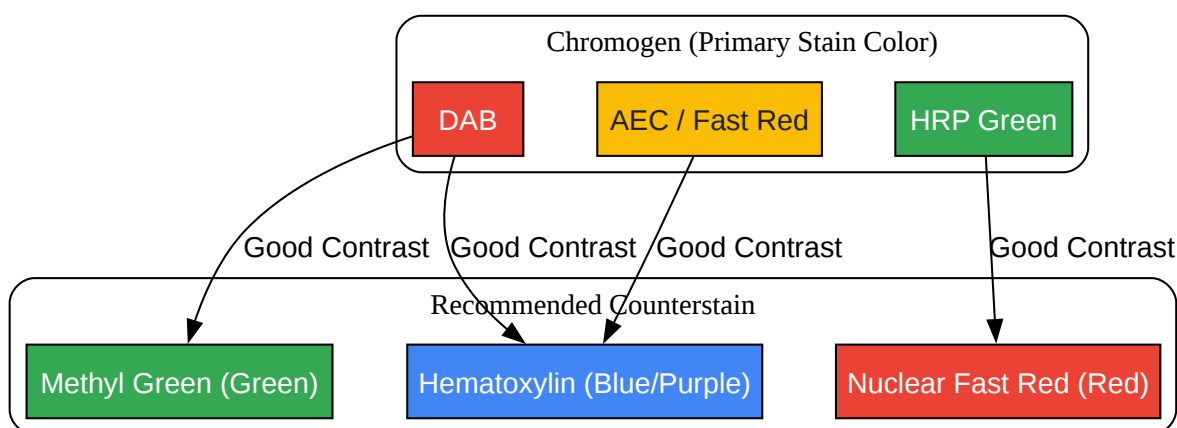 Chromogen (Primary Stain Color)
DAB
AEC / Fast Red
HRP Green
Good Contrast
Good Contrast
Good Contrast
Good Contrast
Recommended Counterstain
Methyl Green (Green)
Hematoxylin (Blue/Purple)
Nuclear Fast Red (Red)